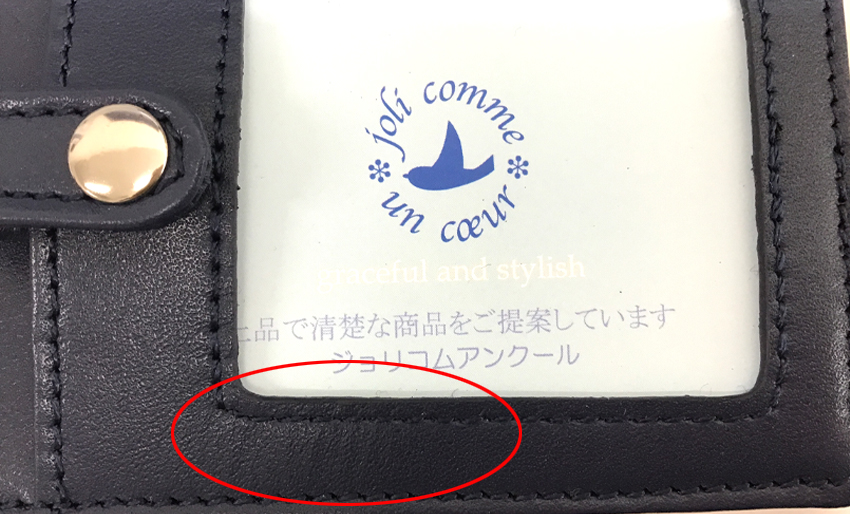 joli comme
un cœur
graceful and stylish
上品で清楚な商品をご提案しています
ジョリコムアンクール